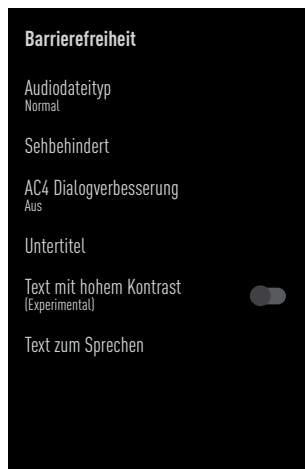 Barrierefreiheit
Audiodateityp
Normal
Sehbehindert
AC4 Dialogverbesserung
Aus
Untertitel
Text mit hohem Kontrast
(Experimental)
Text zum Sprechen